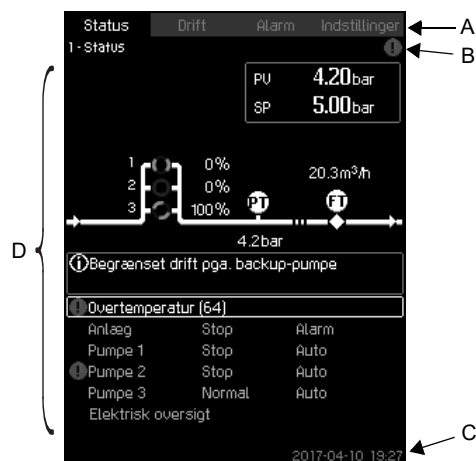 Status Drift Alarm Indstillinger A
1 - Status B
PV 4.20bar
SP 5.00bar
1 0%
2 0%
3 100%
PT
20.3m³/h
FT
4.2bar
D
Begrænset drift pga. backup-pumpe
Overtemperatur (64)
Anlæg Stop Alarm
Pumpe 1 Stop Auto
Pumpe 2 Stop Auto
Pumpe 3 Normal Auto
Elektrisk oversigt
C
2017-04-10 19:27